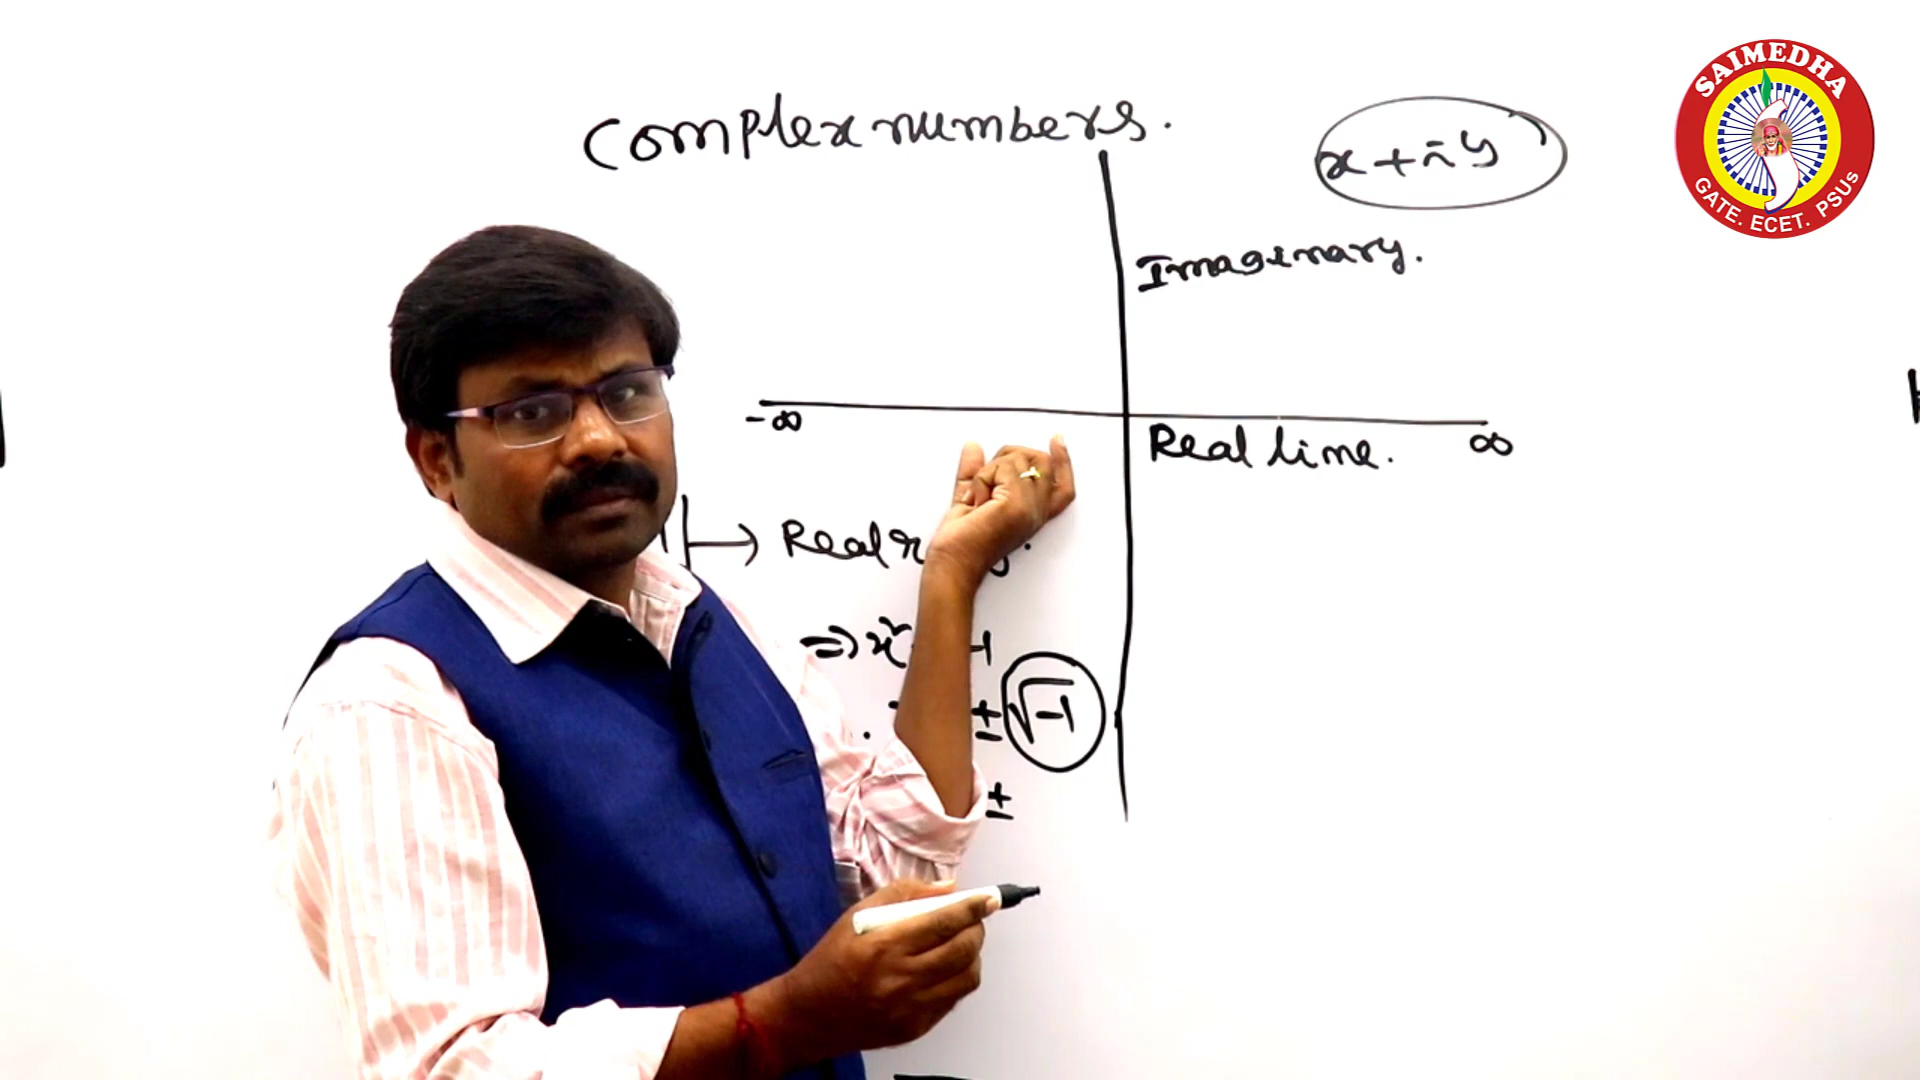 complex numbers.
x + iy
Imaginary.
-∞
Real line.
∞
→ Real
⇒ x² -1
± √-1
±
SAIMEDHA
GATE. ECET. PSUs